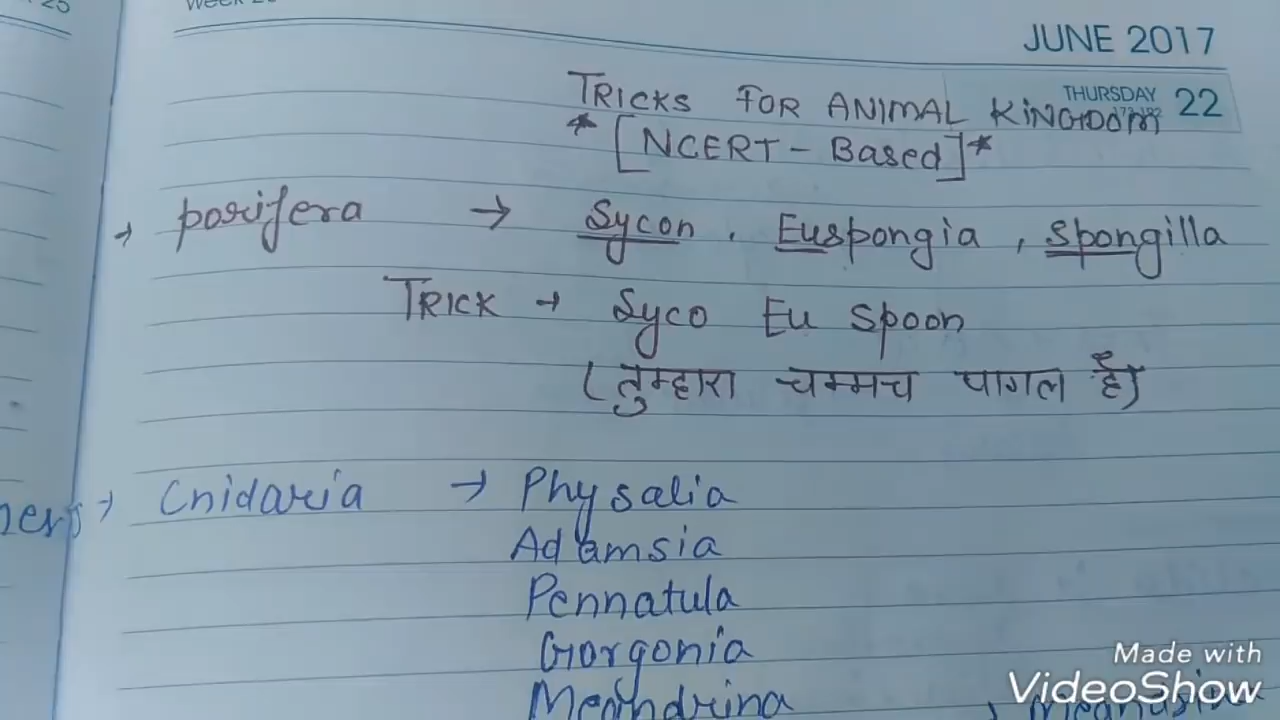 25
JUNE 2017
THURSDAY 22
TRICKS FOR ANIMAL KINGDOM
* [NCERT - Based] *
→ porifera → Sycon, Euspongia, Spongilla
TRICK → Syco Eu Spoon
(तुम्हारा चम्मच पागल है)
→ Cnidaria → Physalia
Adamsia
Pennatula
Gorgonia
Meandrina
Made with
VideoShow